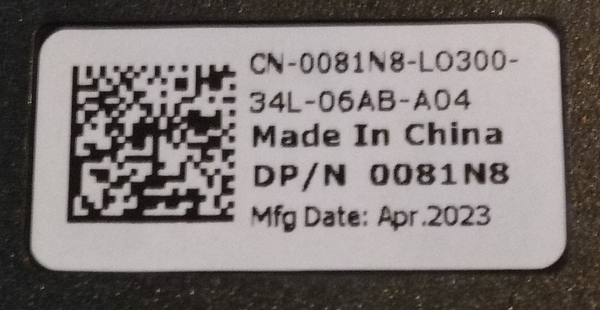 CN-0081N8-LO300-
34L-06AB-A04
Made In China
DP/N 0081N8
Mfg Date: Apr.2023